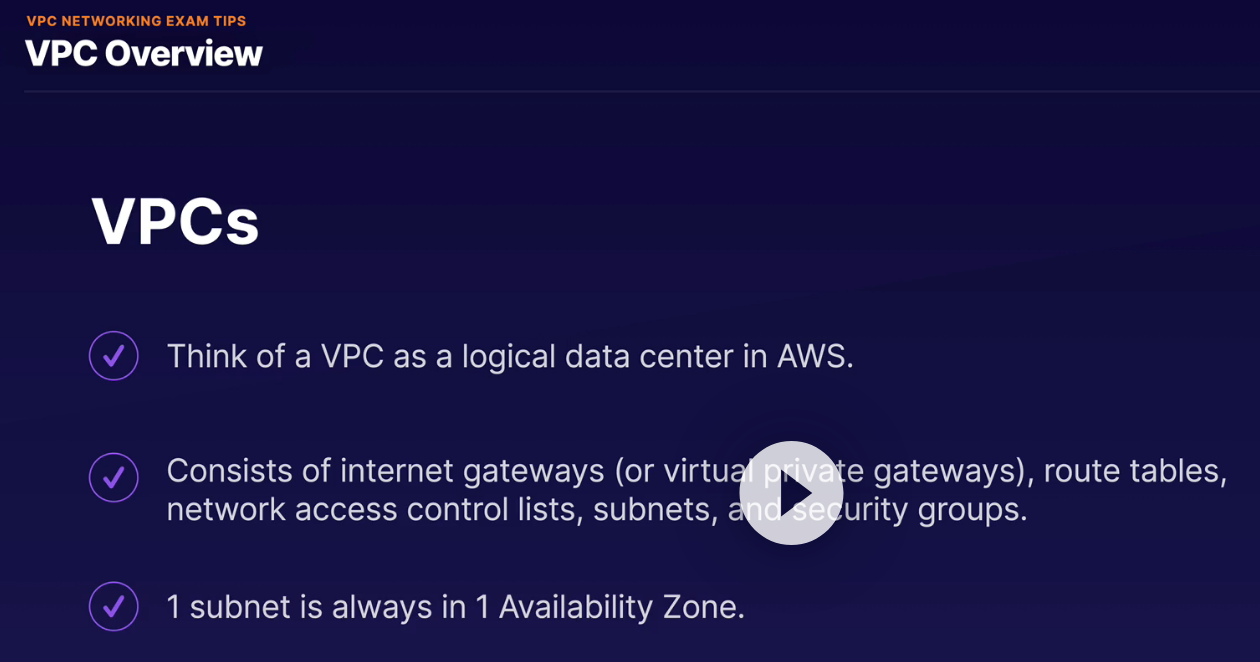 VPC NETWORKING EXAM TIPS
VPC Overview
VPCs
Think of a VPC as a logical data center in AWS.
Consists of internet gateways (or virtual private gateways), route tables,
network access control lists, subnets, and security groups.
1 subnet is always in 1 Availability Zone.